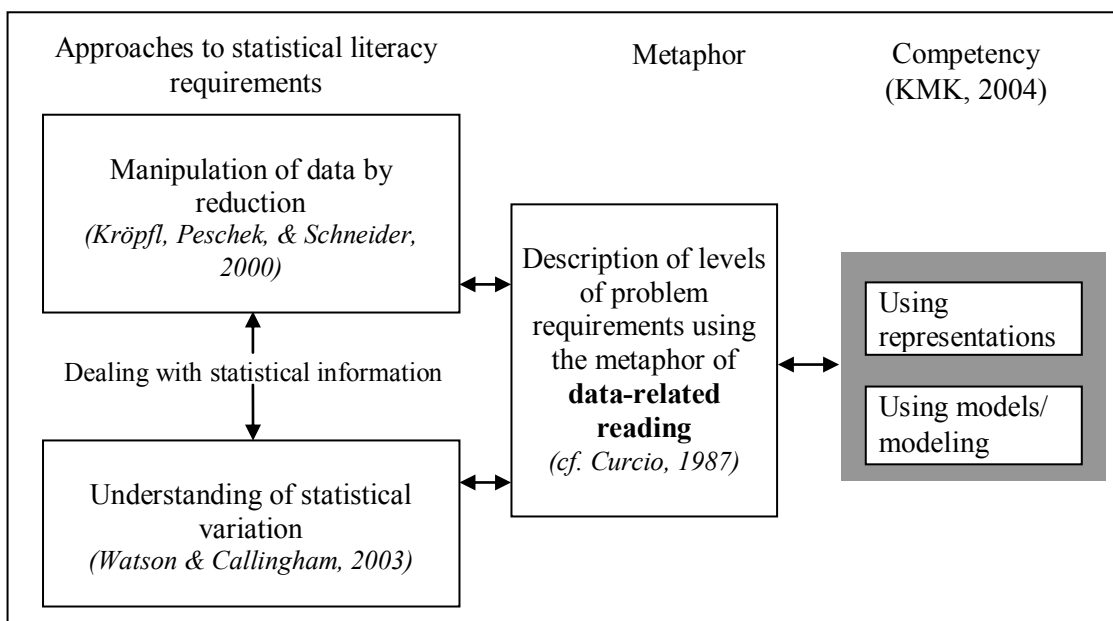 Approaches to statistical literacy
requirements
Metaphor
Competency
(KMK, 2004)
Manipulation of data by
reduction
(Kröpfl, Peschek, & Schneider,
2000)
Dealing with statistical information
Understanding of statistical
variation
(Watson & Callingham, 2003)
Description of levels
of problem
requirements using
the metaphor of
data-related
reading
(cf. Curcio, 1987)
Using
representations
Using models/
modeling